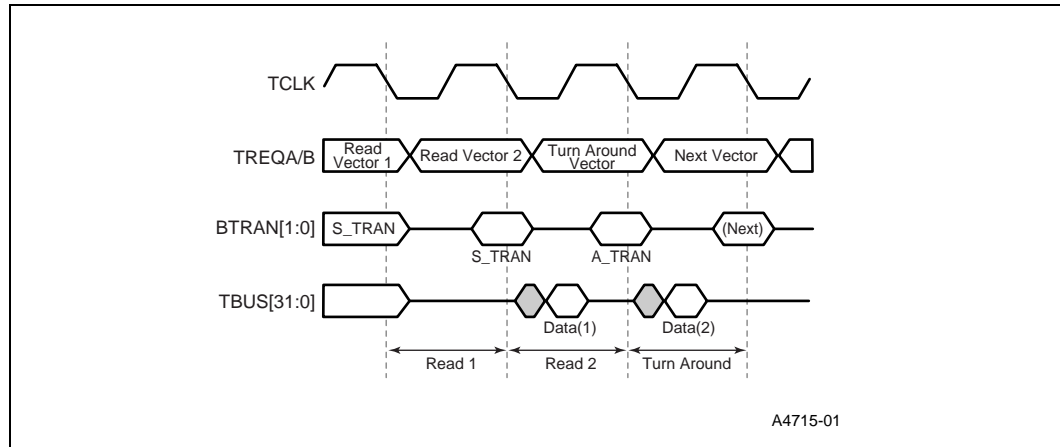 TCLK
TREQA/B
Read
Vector 1
Read Vector 2
Turn Around
Vector
Next Vector
BTRAN[1:0]
S_TRAN
(Next)
S_TRAN
A_TRAN
TBUS[31:0]
Data(1)
Data(2)
Read 1
Read 2
Turn Around
A4715-01